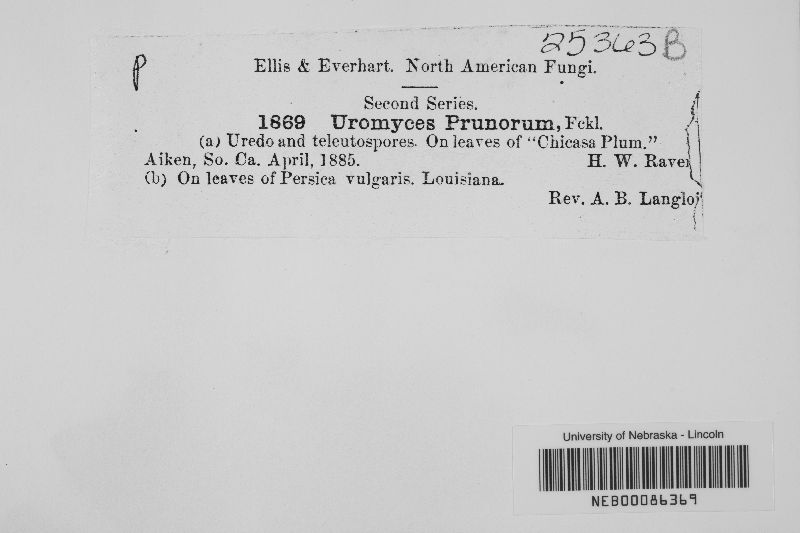 25363B
P
Ellis & Everhart. North American Fungi.
Second Series.
1869 Uromyces Prunorum, Fckl.
(a) Uredo and teleutospores. On leaves of "Chicasa Plum."
Aiken, So. Ca. April, 1885. H. W. Rave
(b) On leaves of Persica vulgaris. Louisiana.
Rev. A. B. Langlo
University of Nebraska - Lincoln
NEB00086369